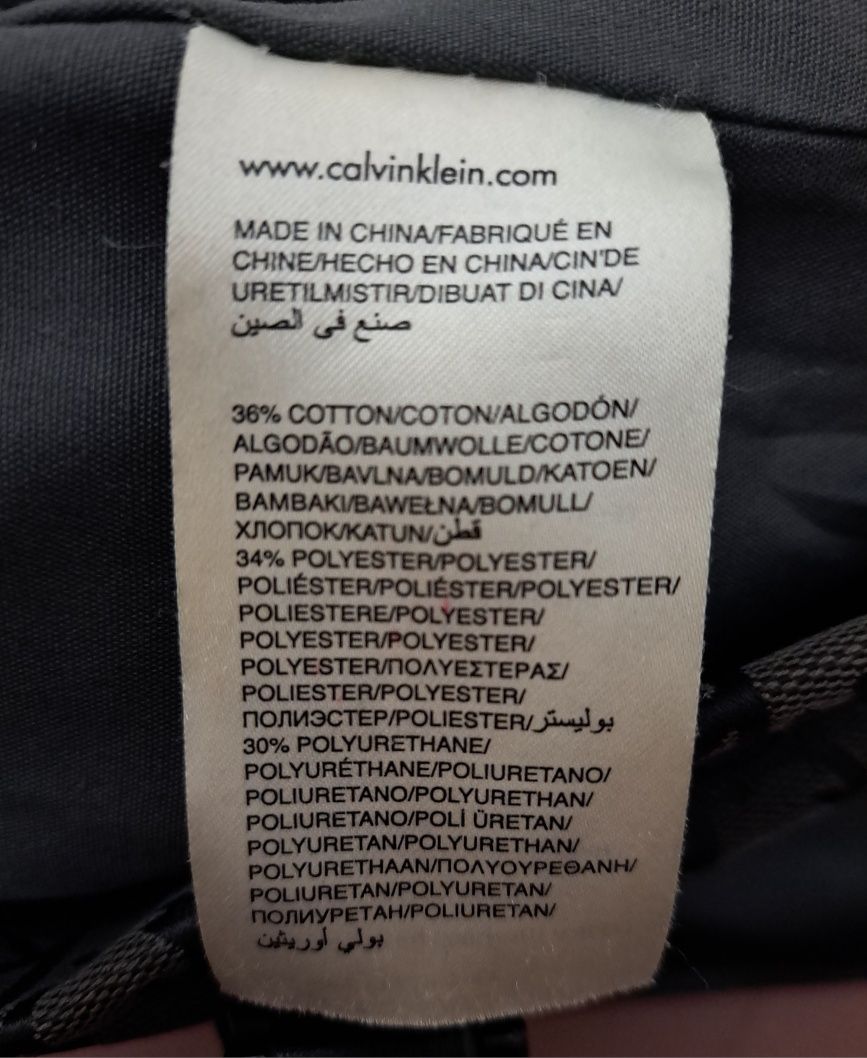 www.calvinklein.com
MADE IN CHINA/FABRIQUÉ EN
CHINE/HECHO EN CHINA/CIN'DE
URETILMISTIR/DIBUAT DI CINA/
صنع في الصين
36% COTTON/COTON/ALGODÓN/
ALGODÃO/BAUMWOLLE/COTONE/
PAMUK/BAVLNA/BOMULD/KATOEN/
BAMBAKI/BAWEŁNA/BOMULL/
ХЛОПОК/KATUN/قطن
34% POLYESTER/POLYESTER/
POLIÉSTER/POLIÉSTER/POLYESTER/
POLIESTERE/POLYESTER/
POLYESTER/POLYESTER/
POLYESTER/ΠΟΛΥΕΣΤΕΡΑΣ/
POLIESTER/POLYESTER/
ПОЛИЭСТЕР/POLIESTER/بوليستر
30% POLYURETHANE/
POLYURÉTHANE/POLIURETANO/
POLIURETANO/POLYURETHAN/
POLIURETANO/POLİ ÜRETAN/
POLYURETAN/POLYURETHAN/
POLYURETHAAN/ΠΟΛΥΟΥΡΕΘΑΝΗ/
POLIURETAN/POLYURETAN/
ПОЛИУРЕТАН/POLIURETAN/
بولي أوريثين